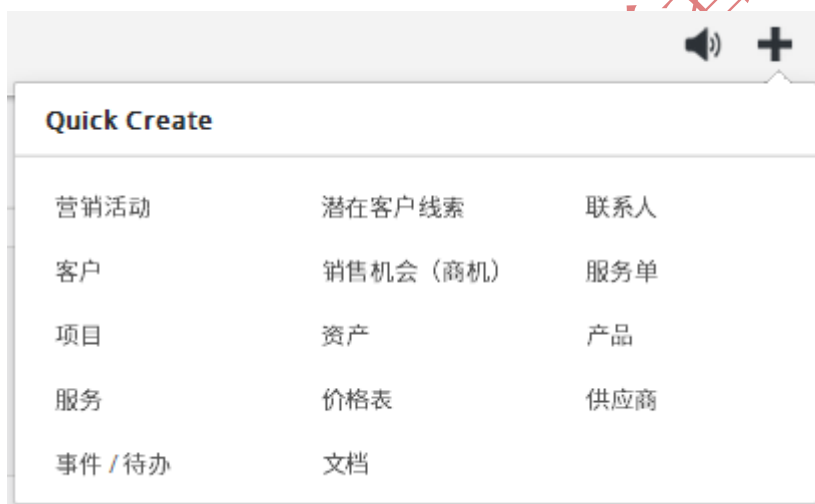 Quick Create
营销活动 潜在客户线索 联系人
客户 销售机会（商机） 服务单
项目 资产 产品
服务 价格表 供应商
事件 / 待办 文档